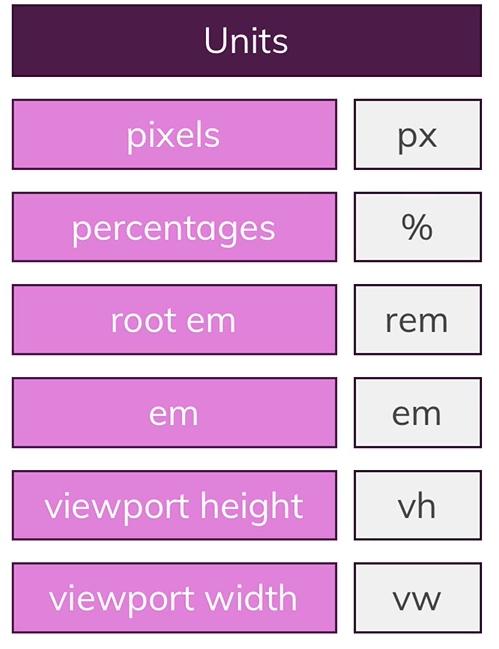 Units
pixels px
percentages %
root em rem
em em
viewport height vh
viewport width vw